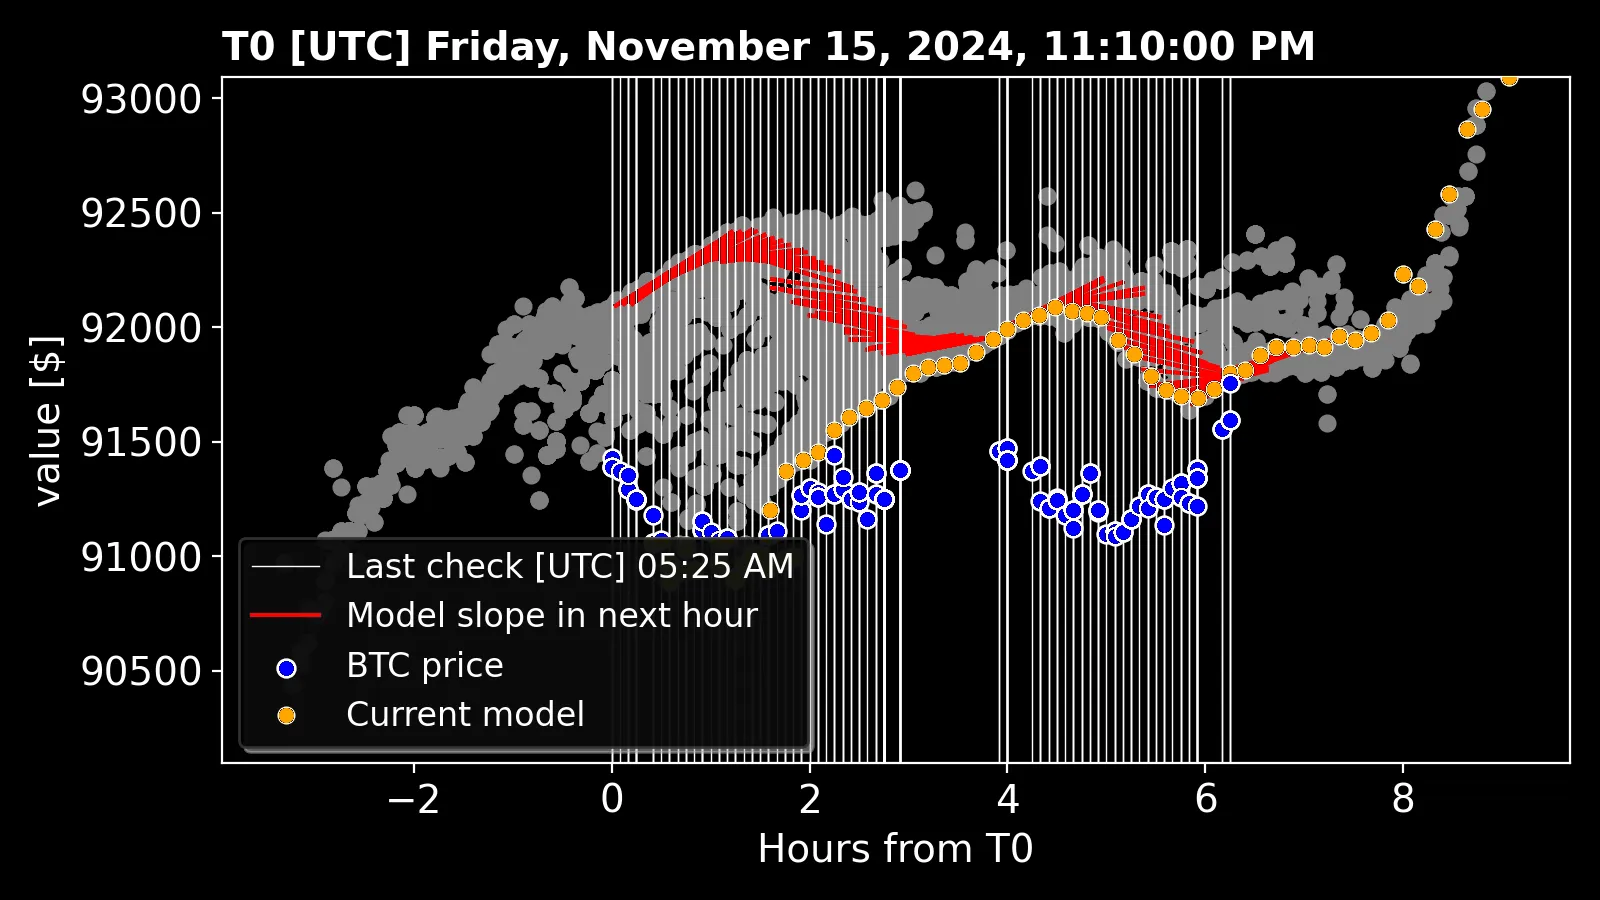 T0 [UTC] Friday, November 15, 2024, 11:10:00 PM
93000
92500
92000
91500
91000
90500
value [$]
Last check [UTC] 05:25 AM
Model slope in next hour
BTC price
Current model
−2 0 2 4 6 8
Hours from T0